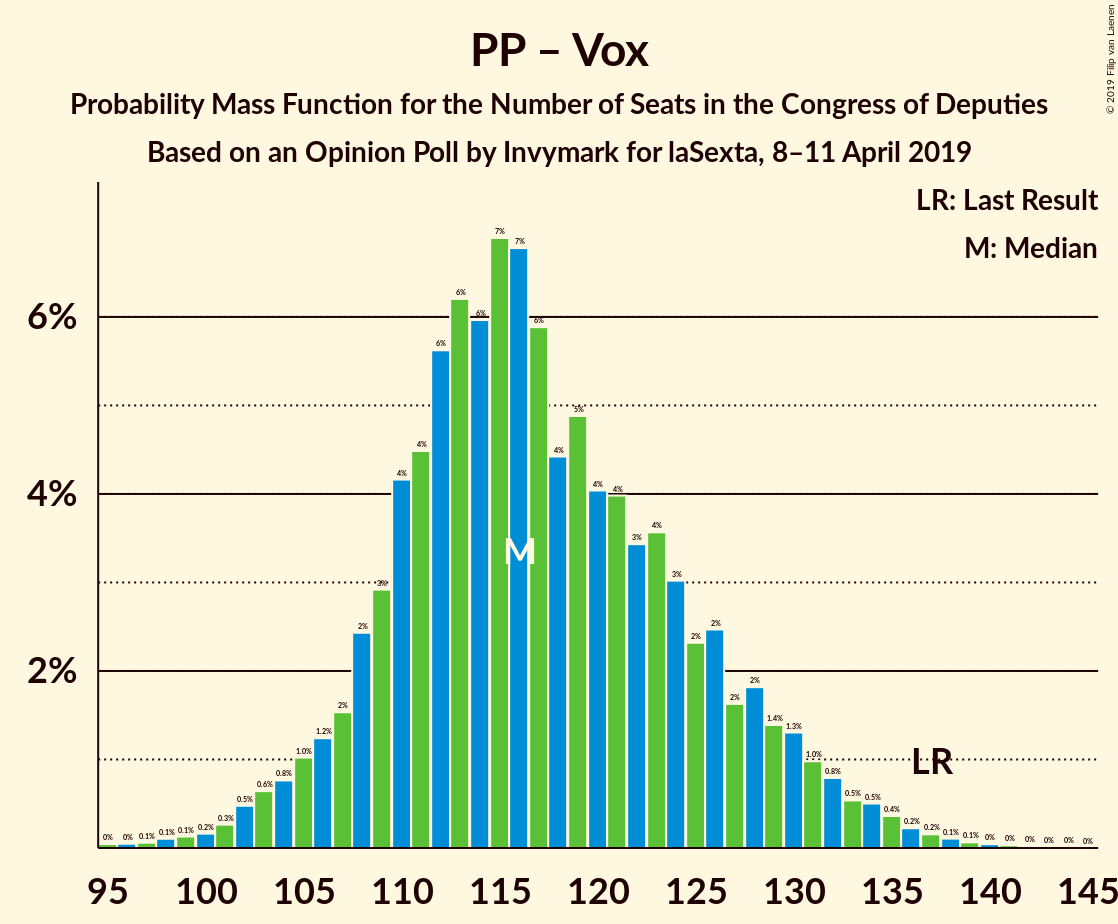 PP – Vox
Probability Mass Function for the Number of Seats in the Congress of Deputies
Based on an Opinion Poll by Invymark for laSexta, 8–11 April 2019
© 2019 Filip van Laenen
LR: Last Result
M: Median
6%
4%
2%
0% 0% 0.1% 0.1% 0.1% 0.2% 0.3% 0.5% 0.6% 0.8% 1.0% 1.2% 2% 2% 3% 4% 4% 6% 6% 6% 7% 7% 6% 4% 5% 4% 4% 3% 4% 3% 2% 2% 2% 2% 1.4% 1.3% 1.0% 0.8% 0.5% 0.5% 0.4% 0.2% 0.2% 0.1% 0.1% 0% 0% 0% 0% 0% 0%
M
LR
95 100 105 110 115 120 125 130 135 140 145